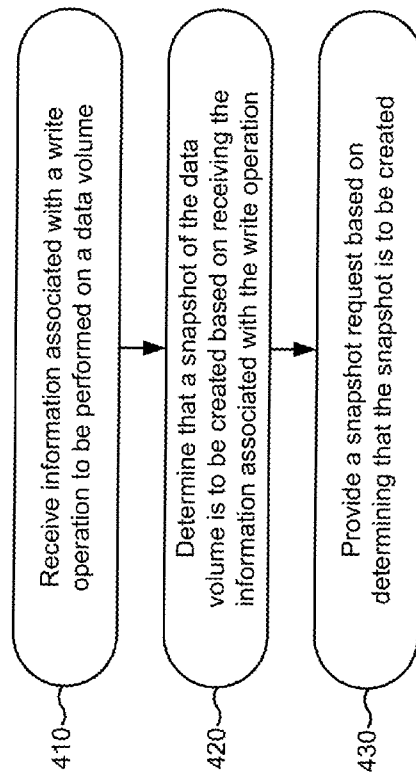 410
Receive information associated with a write
operation to be performed on a data volume
420
Determine that a snapshot of the data
volume is to be created based on receiving the
information associated with the write operation
430
Provide a snapshot request based on
determining that the snapshot is to be created